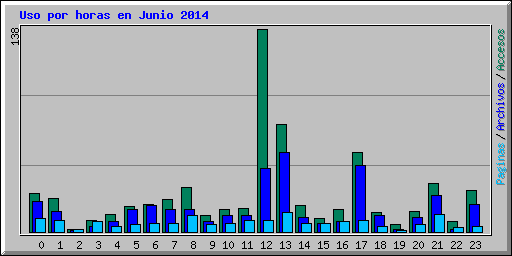 Uso por horas en Junio 2014
138
Paginas/Archivos/Accesos
0 1 2 3 4 5 6 7 8 9 10 11 12 13 14 15 16 17 18 19 20 21 22 23